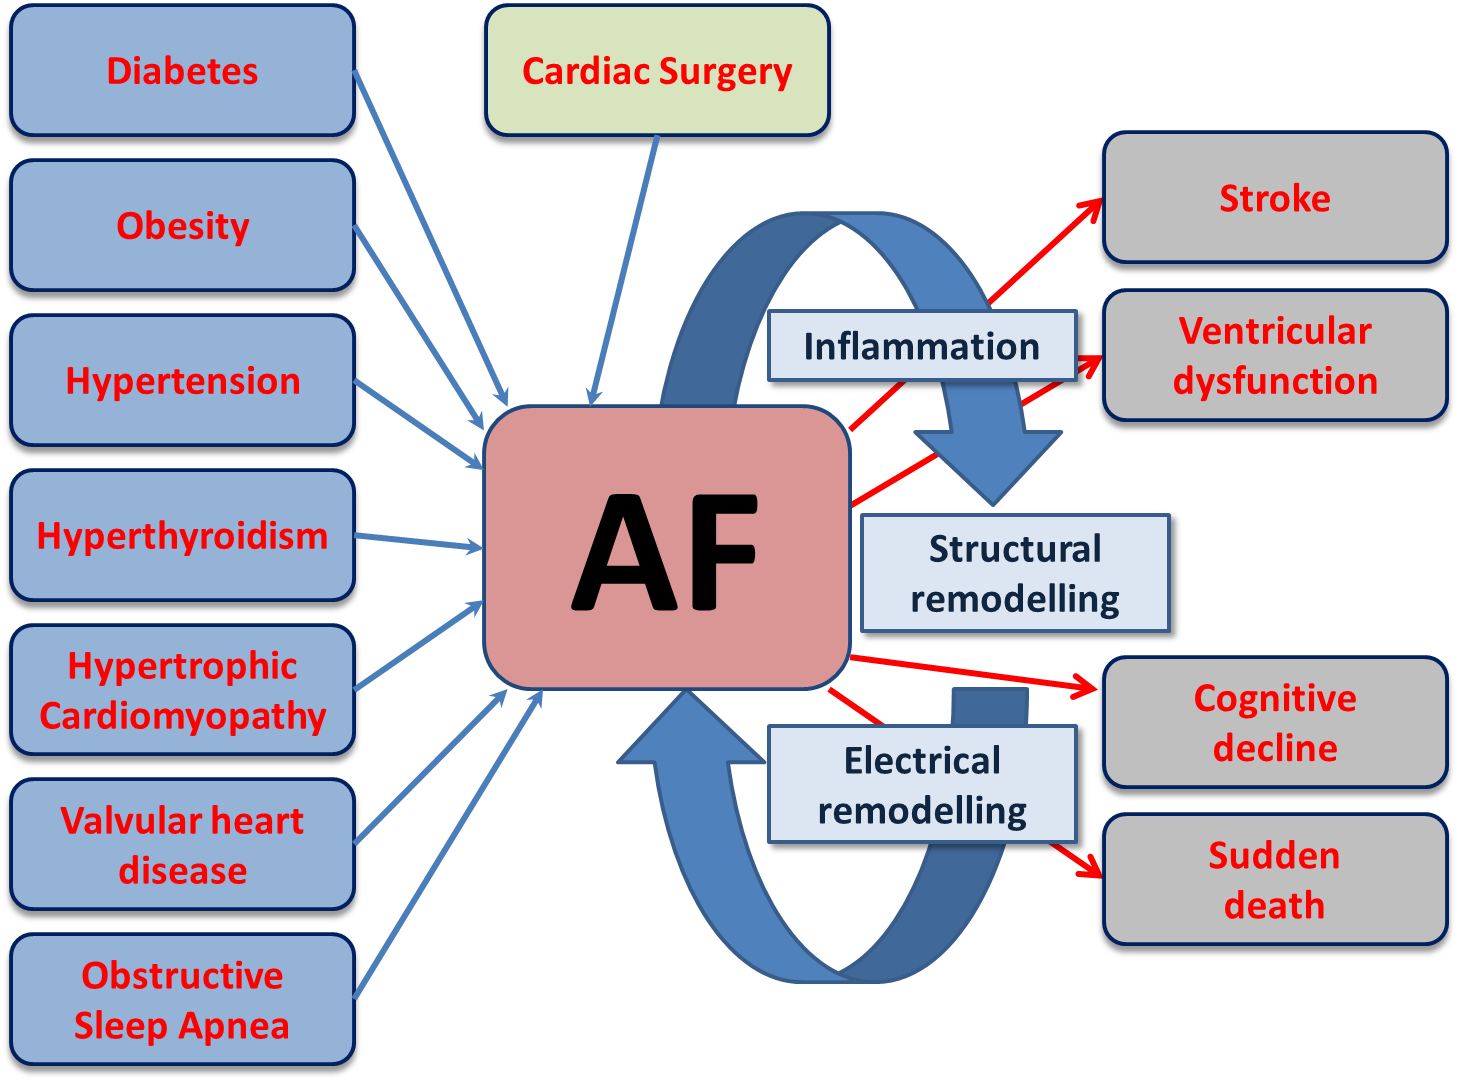 Diabetes
Obesity
Hypertension
Hyperthyroidism
Hypertrophic
Cardiomyopathy
Valvular heart
disease
Obstructive
Sleep Apnea
Cardiac Surgery
AF
Inflammation
Structural
remodelling
Electrical
remodelling
Stroke
Ventricular
dysfunction
Cognitive
decline
Sudden
death